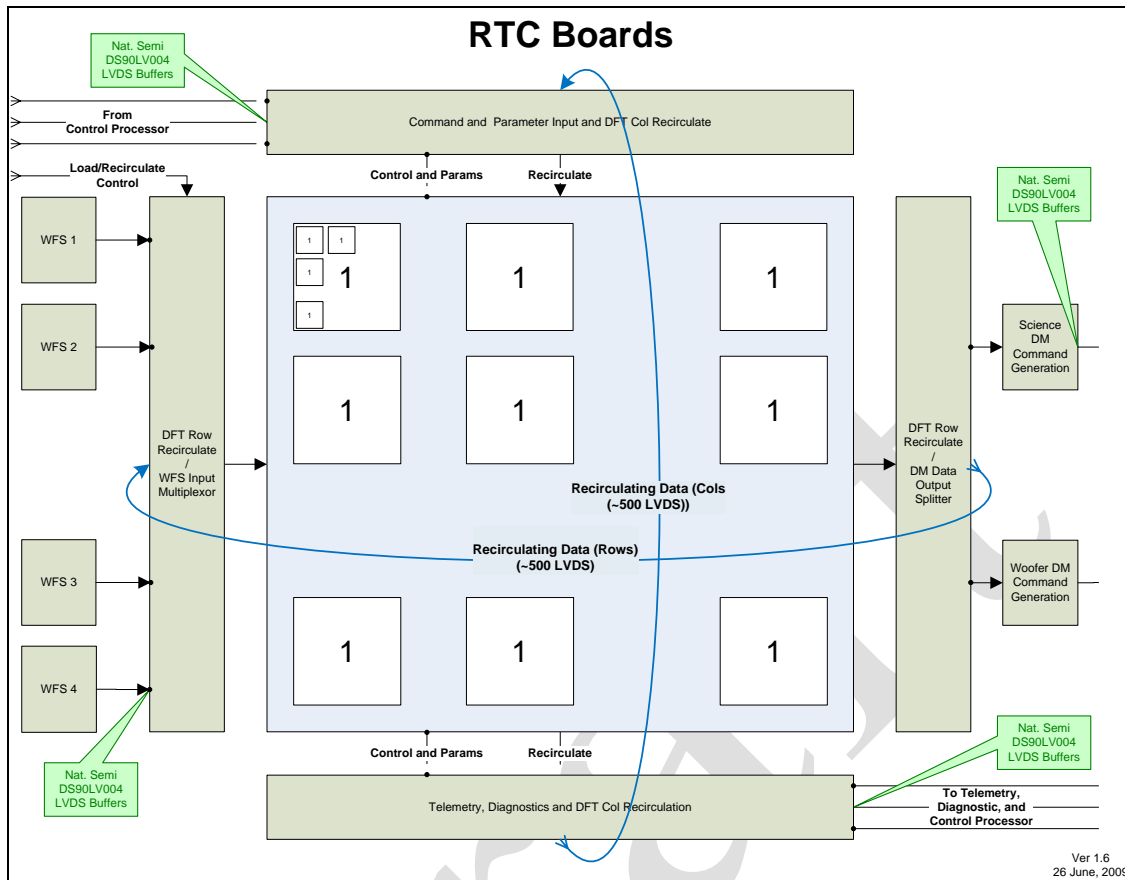 RTC Boards
Nat. Semi
DS90LV004
LVDS Buffers
From
Control Processor
Command and Parameter Input and DFT Col Recirculate
Load/Recirculate
Control
Control and Params
Recirculate
Nat. Semi
DS90LV004
LVDS Buffers
WFS 1
WFS 2
WFS 3
WFS 4
DFT Row
Recirculate
/
WFS Input
Multiplexor
1
1
1
1
1
1
1
1
1
1
1
1
1
Recirculating Data (Cols
(~500 LVDS))
Recirculating Data (Rows)
(~500 LVDS)
DFT Row
Recirculate
/
DM Data
Output
Splitter
Science
DM
Command
Generation
Woofer DM
Command
Generation
Nat. Semi
DS90LV004
LVDS Buffers
Control and Params
Recirculate
Telemetry, Diagnostics and DFT Col Recirculation
Nat. Semi
DS90LV004
LVDS Buffers
To Telemetry,
Diagnostic, and
Control Processor
Ver 1.6
26 June, 2009